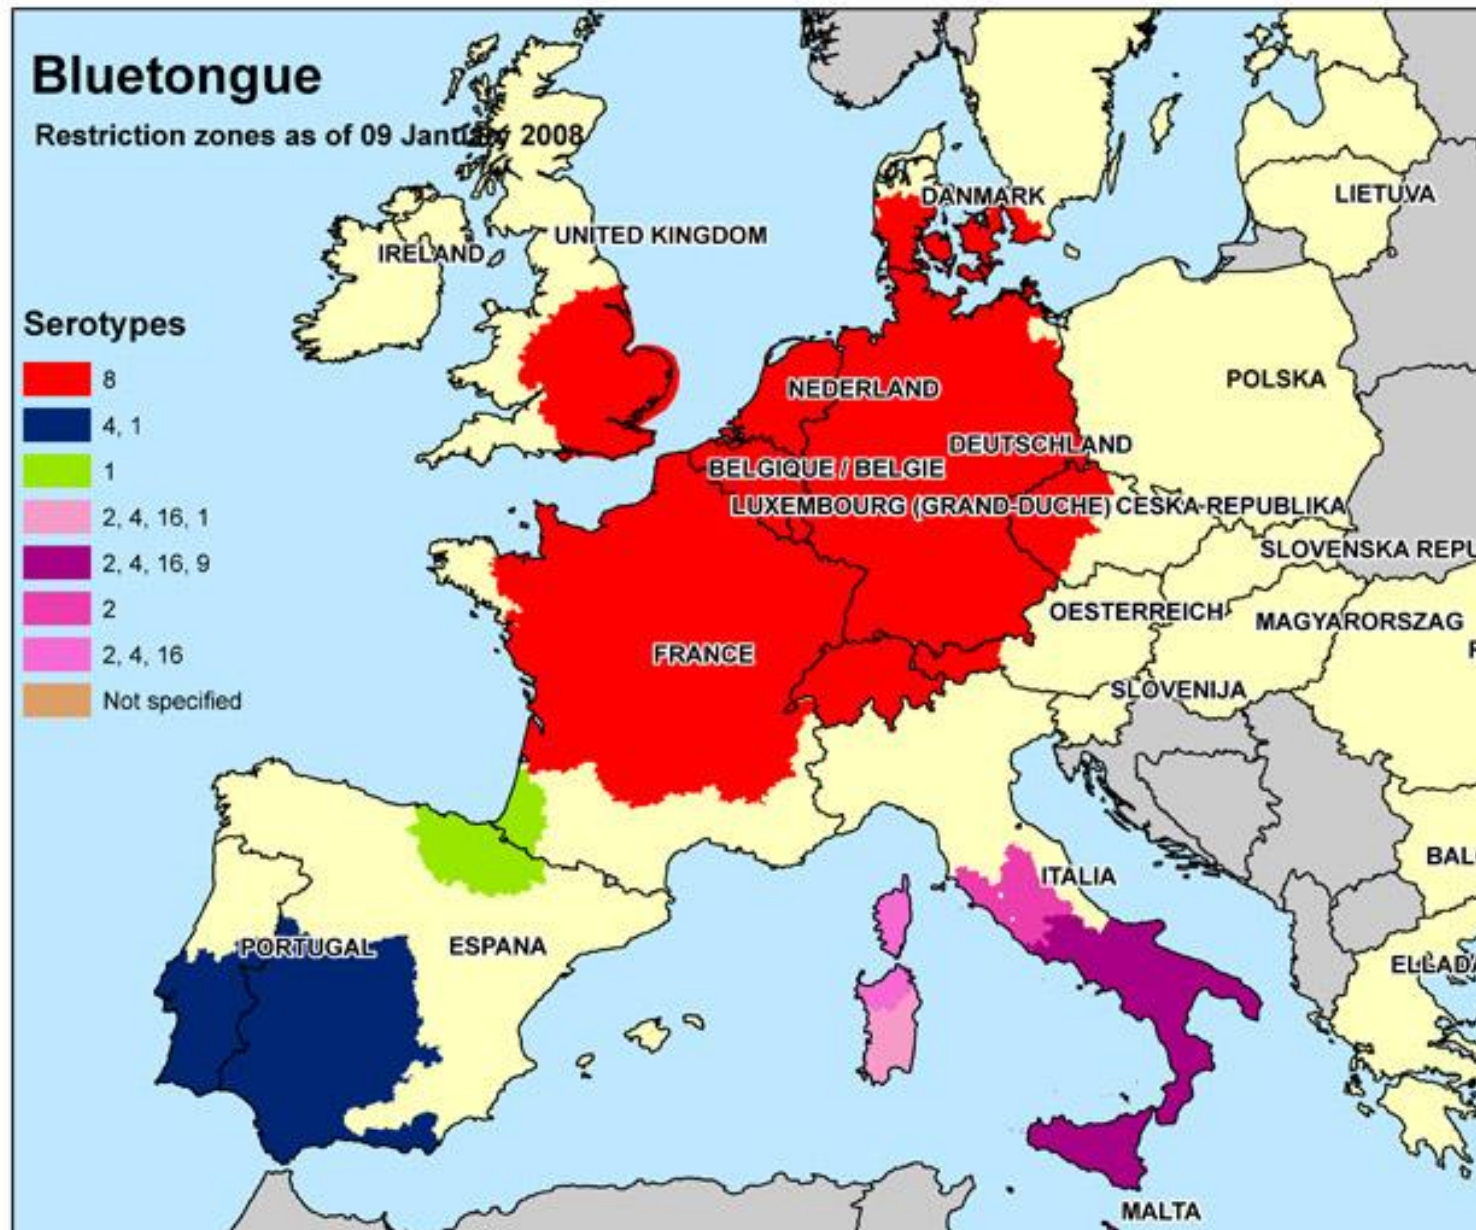 Bluetongue
Restriction zones as of 09 January 2008
DANMARK
LIETUVA
UNITED KINGDOM
IRELAND
Serotypes
8
4, 1
1
2, 4, 16, 1
2, 4, 16, 9
2
2, 4, 16
Not specified
POLSKA
NEDERLAND
DEUTSCHLAND
BELGIQUE / BELGIE
LUXEMBOURG (GRAND-DUCHE)
CESKA REPUBLIKA
SLOVENSKA REPU
OESTERREICH
MAGYARORSZAG
FRANCE
SLOVENIJA
ITALIA
BAL
PORTUGAL
ESPANA
ELLADA
MALTA